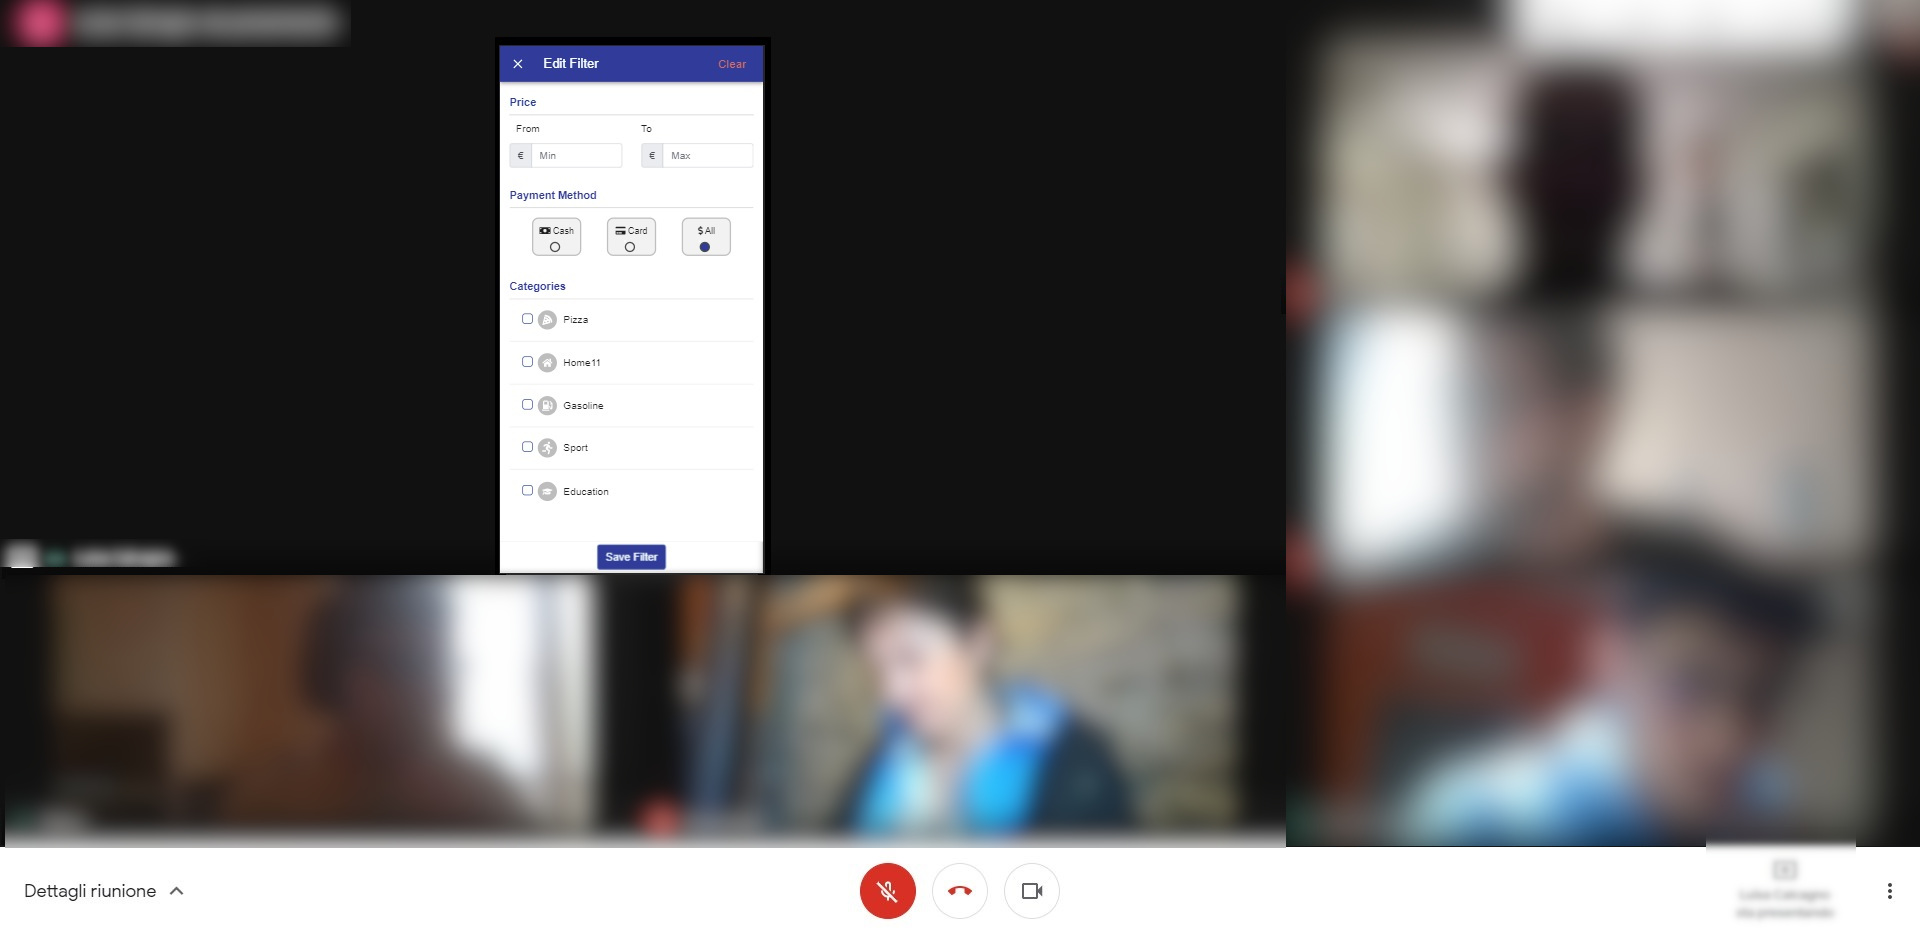 Edit Filter
Clear
Price
From
To
€ Min
€ Max
Payment Method
Cash
Card
$ All
Categories
Pizza
Home11
Gasoline
Sport
Education
Save Filter
Dettagli riunione